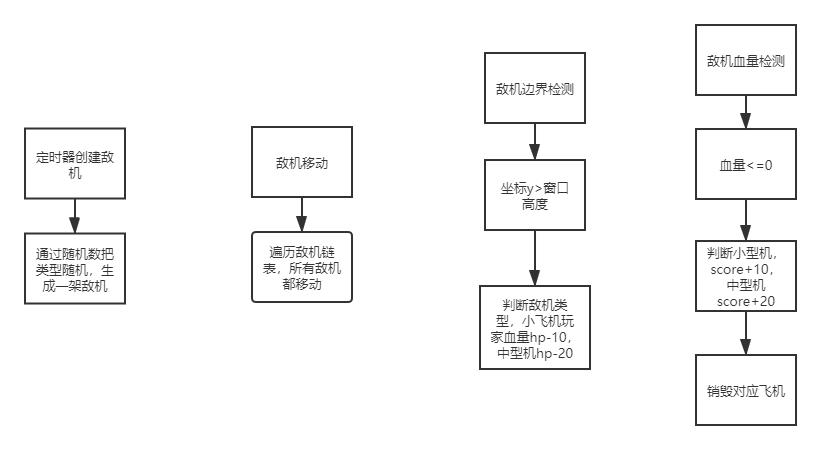 定时器创建敌
机
通过随机数把
类型随机，生
成一架敌机
敌机移动
遍历敌机链
表，所有敌机
都移动
敌机边界检测
坐标y>窗口
高度
判断敌机类
型，小飞机玩
家血量hp-10，
中型机hp-20
敌机血量检测
血量<=0
判断小型机，
score+10，
中型机
score+20
销毁对应飞机